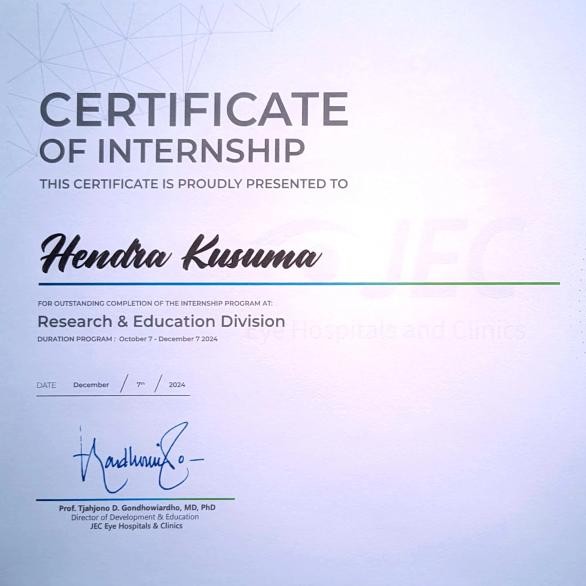 CERTIFICATE
OF INTERNSHIP
THIS CERTIFICATE IS PROUDLY PRESENTED TO
Hendra Kusuma
JEC
FOR OUTSTANDING COMPLETION OF THE INTERNSHIP PROGRAM AT:
Research & Education Division
Eye Hospitals and Clinics
DURATION PROGRAM : October 7 - December 7 2024
DATE December / 7th / 2024
Prof. Tjahjono D. Gondhowiardho, MD, PhD
Director of Development & Education
JEC Eye Hospitals & Clinics